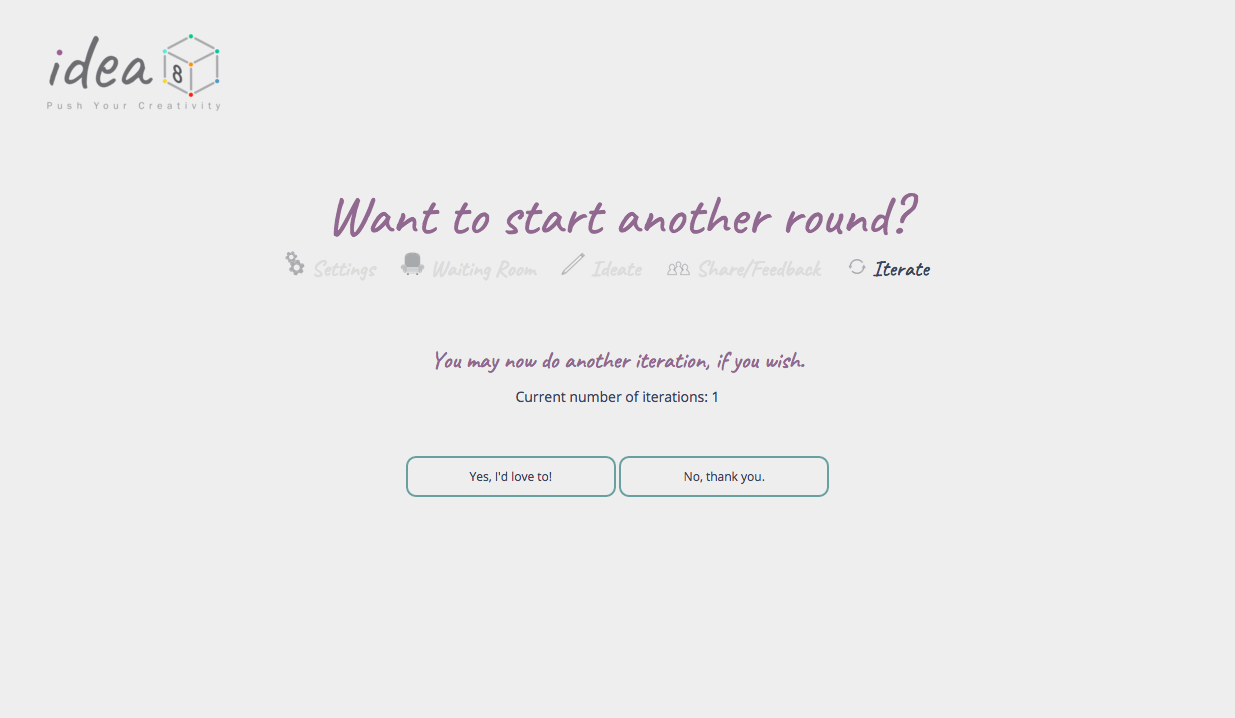 idea 8
Push Your Creativity
Want to start another round?
Settings Waiting Room Ideate Share/Feedback Iterate
You may now do another iteration, if you wish.
Current number of iterations: 1
Yes, I'd love to! No, thank you.